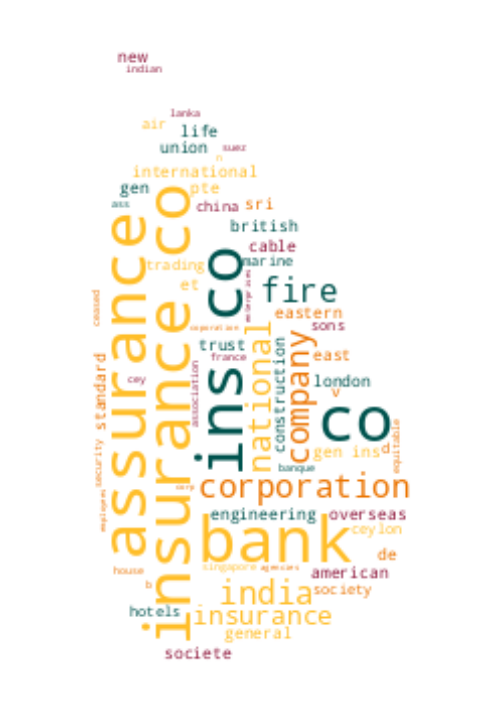 new
indian
lanka
air
life
union
suez
n
international
gen
pte
ass
china
sri
british
cable
marine
trading
et
fire
eastern
sons
enterprises
ceased
corporation
trust
france
east
national
construction
company
assurance
insurance co
ins co
association
cey
london
v
co
standard
security
employees
gen ins
d
equitable
banque
corp
corporation
engineering
overseas
bank
ceylon
de
house
singapore
agencies
american
b
india
society
hotels
insurance
general
societe